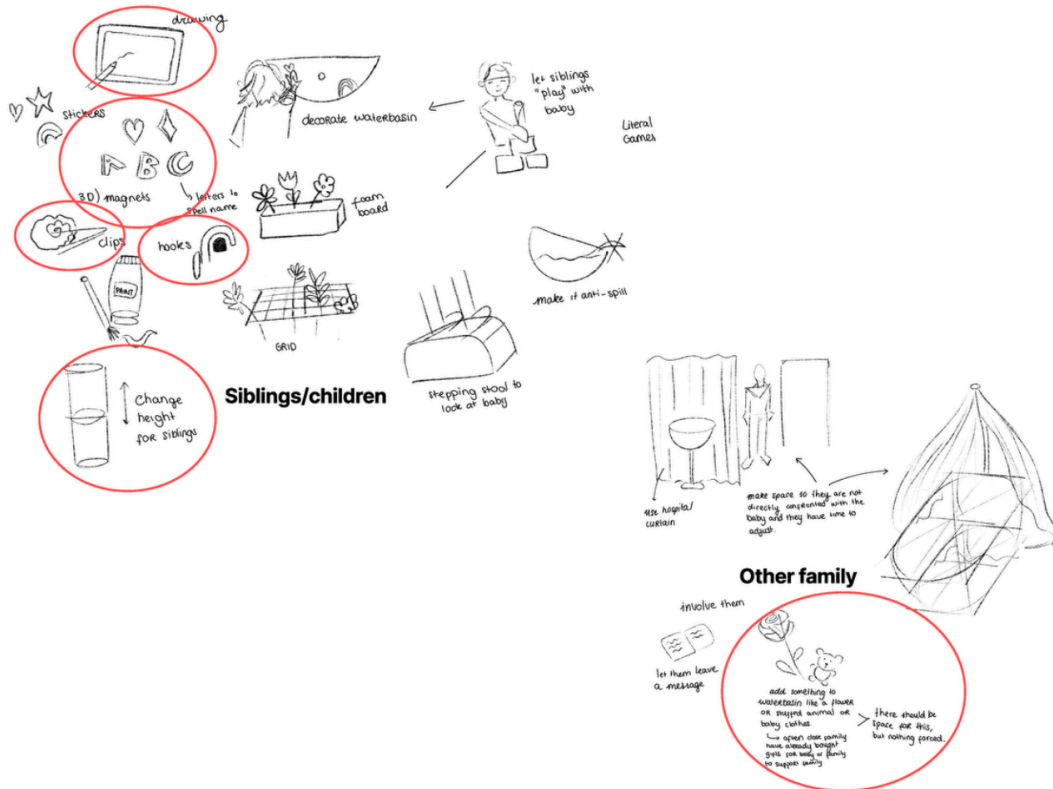 drawing
stickers
3D) magnets
letters to
spell name
clips
hooks
PAINT
A B C
decorate waterbasin
let siblings
"play" with
baby
Literal
Games
foam
board
GRID
make it anti-spill
stepping stool to
look at baby
Change
height
for siblings
Siblings/children
use hospital
curtain
make space so they are not
directly confronted with the
baby and they have time to
adjust.
Other family
involve them
let them leave
a message
add something to
waterbasin like a flower
or stuffed animal or
baby clothes.
often close family
have already bought
gifts for baby or family
to support family
there should be
space for this,
but nothing forced.